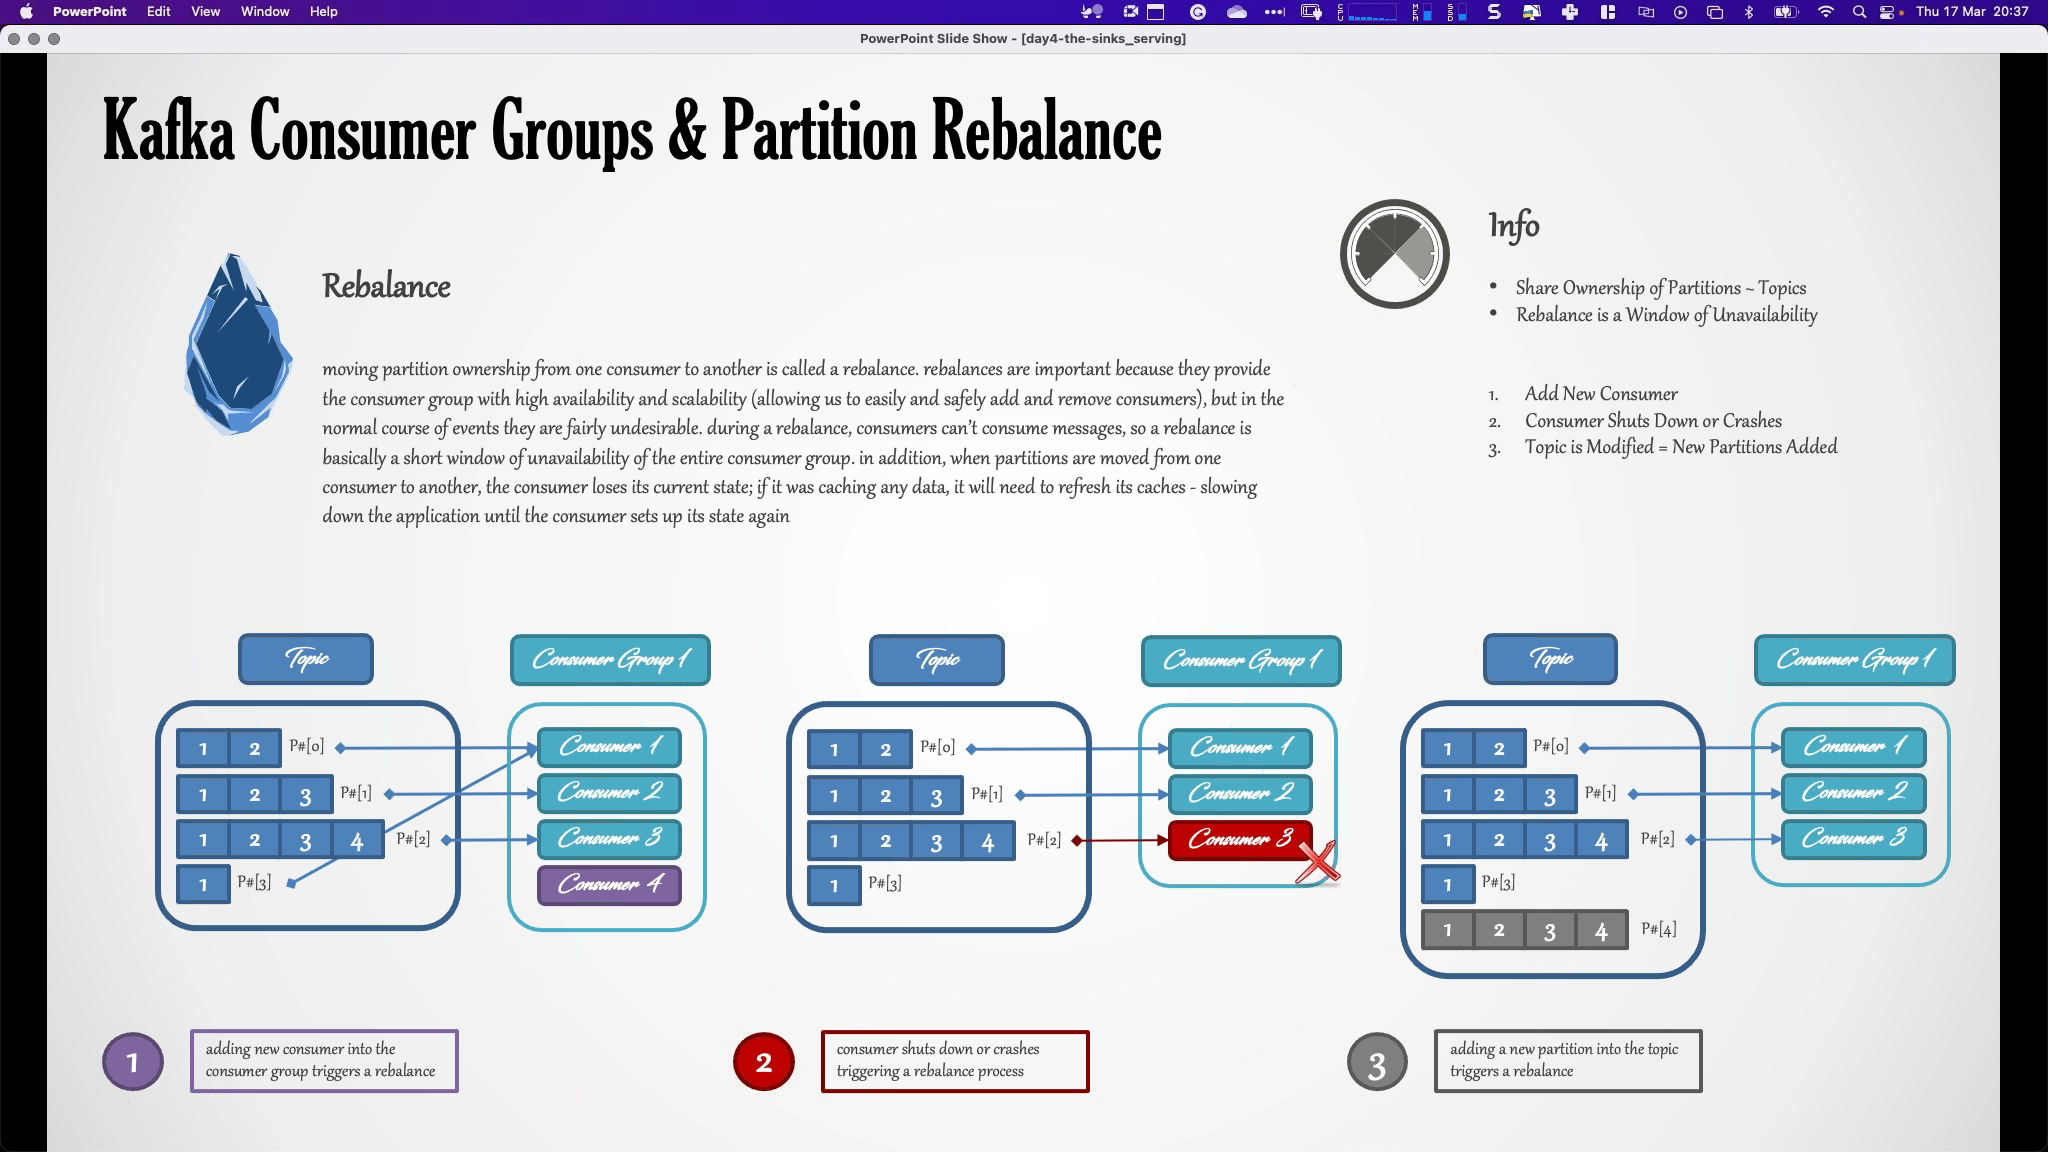 PowerPoint Edit View Window Help
Thu 17 Mar 20:37
PowerPoint Slide Show - [day4-the-sinks_serving]
Kafka Consumer Groups & Partition Rebalance
Rebalance
moving partition ownership from one consumer to another is called a rebalance. rebalances are important because they provide
the consumer group with high availability and scalability (allowing us to easily and safely add and remove consumers), but in the
normal course of events they are fairly undesirable. during a rebalance, consumers can't consume messages, so a rebalance is
basically a short window of unavailability of the entire consumer group. in addition, when partitions are moved from one
consumer to another, the consumer loses its current state; if it was caching any data, it will need to refresh its caches - slowing
down the application until the consumer sets up its state again
Info
• Share Ownership of Partitions ~ Topics
• Rebalance is a Window of Unavailability
1. Add New Consumer
2. Consumer Shuts Down or Crashes
3. Topic is Modified = New Partitions Added
Topic
Consumer Group 1
1 2 P#[0]
Consumer 1
1 2 3 P#[1]
Consumer 2
1 2 3 4 P#[2]
Consumer 3
1 P#[3]
Consumer 4
1
adding new consumer into the
consumer group triggers a rebalance
Topic
Consumer Group 1
1 2 P#[0]
Consumer 1
1 2 3 P#[1]
Consumer 2
1 2 3 4 P#[2]
Consumer 3
1 P#[3]
2
consumer shuts down or crashes
triggering a rebalance process
Topic
Consumer Group 1
1 2 P#[0]
Consumer 1
1 2 3 P#[1]
Consumer 2
1 2 3 4 P#[2]
Consumer 3
1 P#[3]
1 2 3 4 P#[4]
3
adding a new partition into the topic
triggers a rebalance